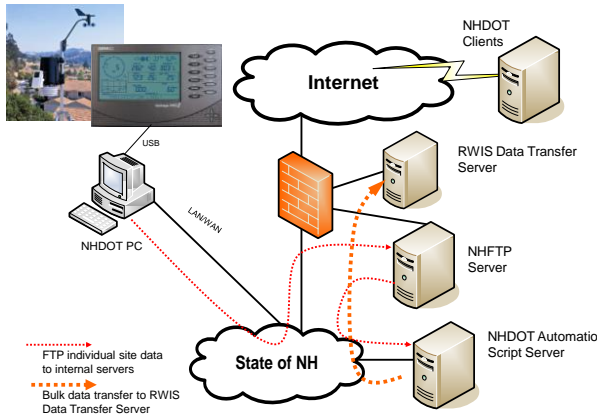 NHDOT
Clients
Internet
USB
RWIS Data Transfer
Server
LAN/WAN
NHDOT PC
NHFTP
Server
NHDOT Automatio
Script Server
State of NH
FTP individual site data
to internal servers
Bulk data transfer to RWIS
Data Transfer Server